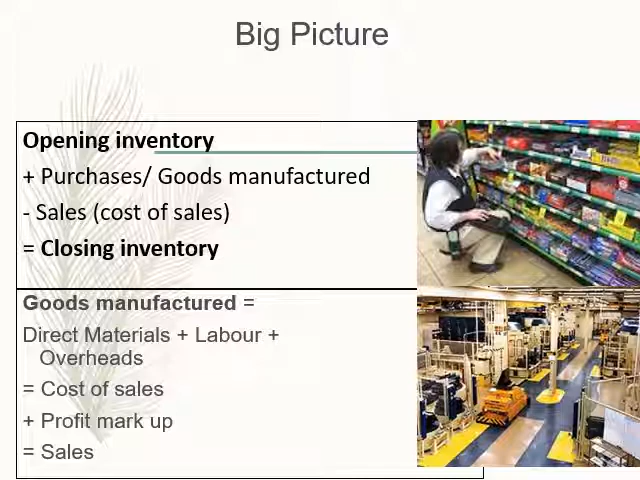 Big Picture
Opening inventory
+ Purchases/ Goods manufactured
- Sales (cost of sales)
= Closing inventory
Goods manufactured =
Direct Materials + Labour +
Overheads
= Cost of sales
+ Profit mark up
= Sales